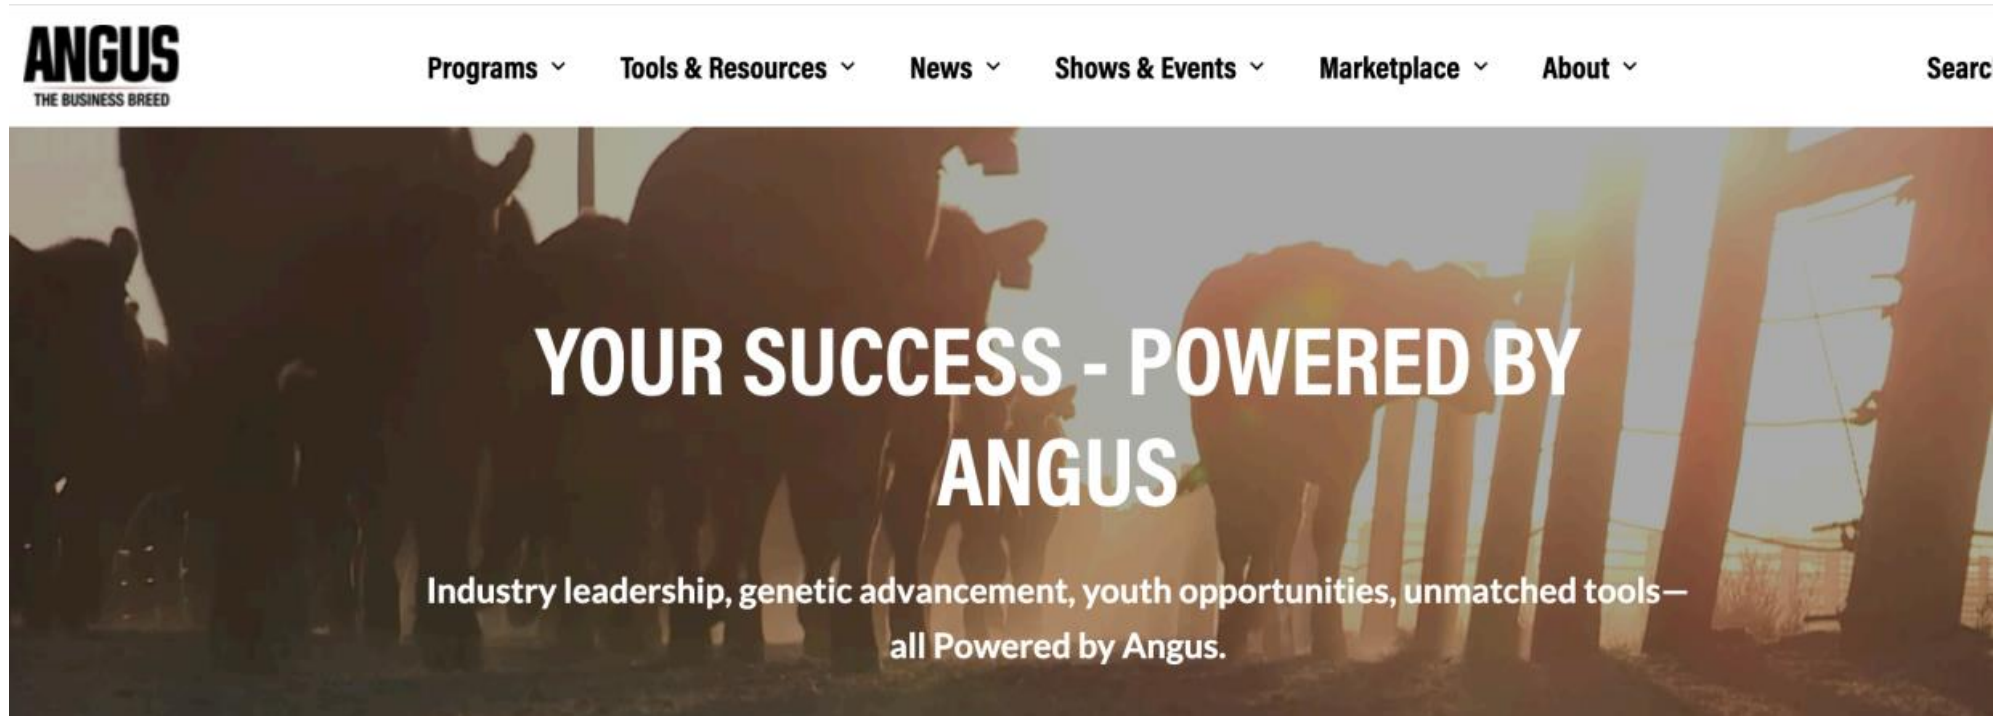 ANGUS
THE BUSINESS BREED
Programs
Tools & Resources
News
Shows & Events
Marketplace
About
Searc
YOUR SUCCESS - POWERED BY
ANGUS
Industry leadership, genetic advancement, youth opportunities, unmatched tools—
all Powered by Angus.